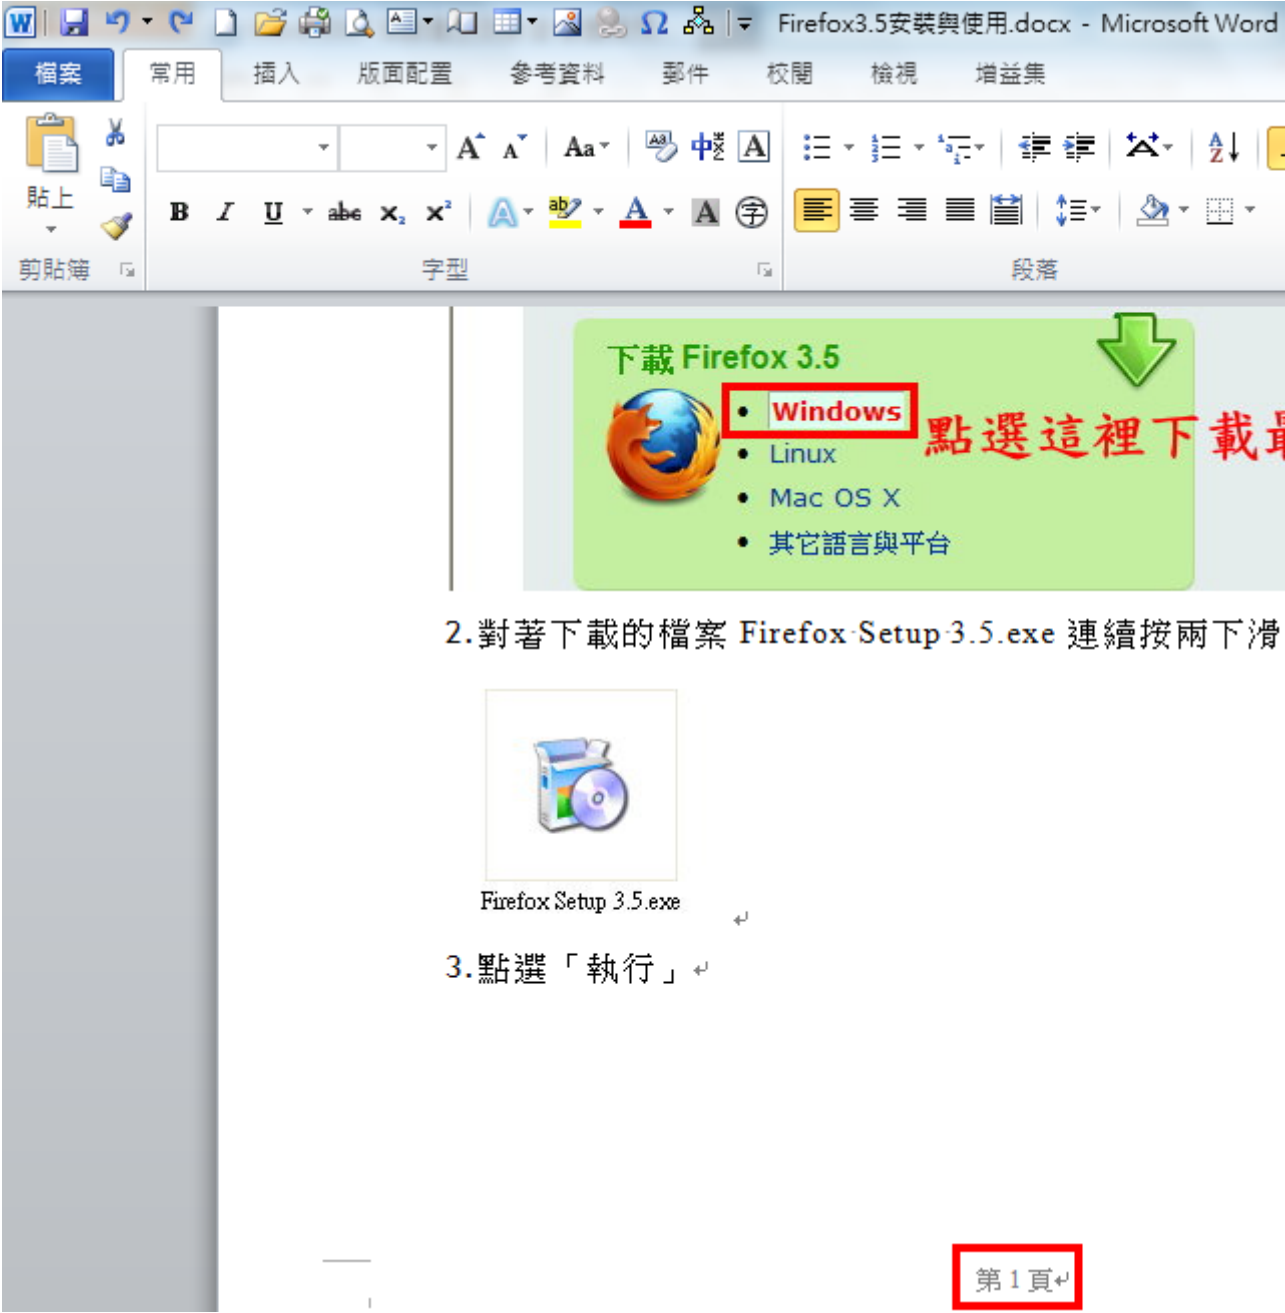 Firefox3.5安裝與使用.docx - Microsoft Word
檔案 常用 插入 版面配置 參考資料 郵件 校閱 檢視 增益集
貼上
剪貼簿 字型 段落
下載 Firefox 3.5
• Windows
點選這裡下載最
• Linux
• Mac OS X
• 其它語言與平台
2.對著下載的檔案 Firefox Setup 3.5.exe 連續按兩下滑
Firefox Setup 3.5.exe
3.點選「執行」
第 1 頁